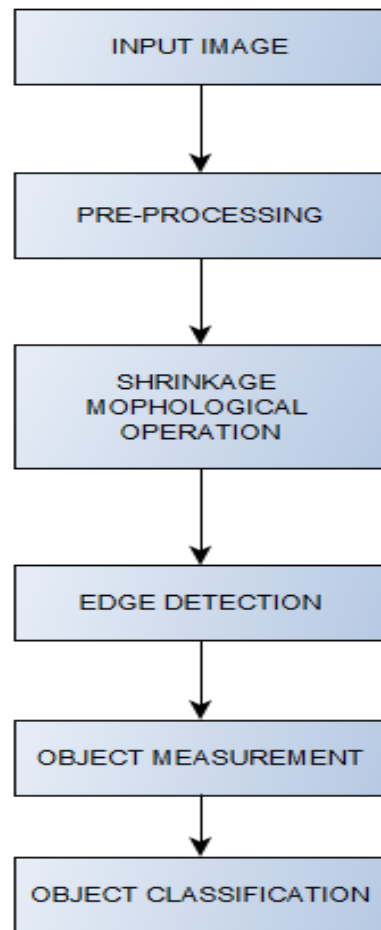 INPUT IMAGE
PRE-PROCESSING
SHRINKAGE
MOPHOLOGICAL
OPERATION
EDGE DETECTION
OBJECT MEASUREMENT
OBJECT CLASSIFICATION